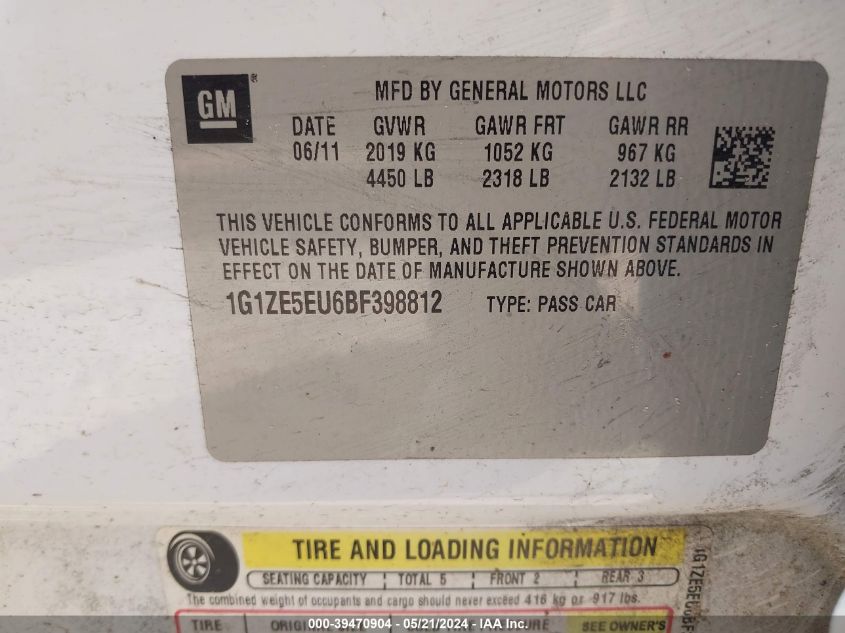 GM ®
MFD BY GENERAL MOTORS LLC
DATE GVWR GAWR FRT GAWR RR
06/11 2019 KG 1052 KG 967 KG
4450 LB 2318 LB 2132 LB
THIS VEHICLE CONFORMS TO ALL APPLICABLE U.S. FEDERAL MOTOR
VEHICLE SAFETY, BUMPER, AND THEFT PREVENTION STANDARDS IN
EFFECT ON THE DATE OF MANUFACTURE SHOWN ABOVE.
1G1ZE5EU6BF398812 TYPE: PASS CAR
TIRE AND LOADING INFORMATION
SEATING CAPACITY TOTAL 5 FRONT 2 REAR 3
The combined weight of occupants and cargo should never exceed 416 kg or 917 lbs.
TIRE ORIGINAL SIZE SEE OWNER'S
1G1ZE5EU6BF
© BIDDER - 39470904 - 05/21/2024 - IAA Inc.